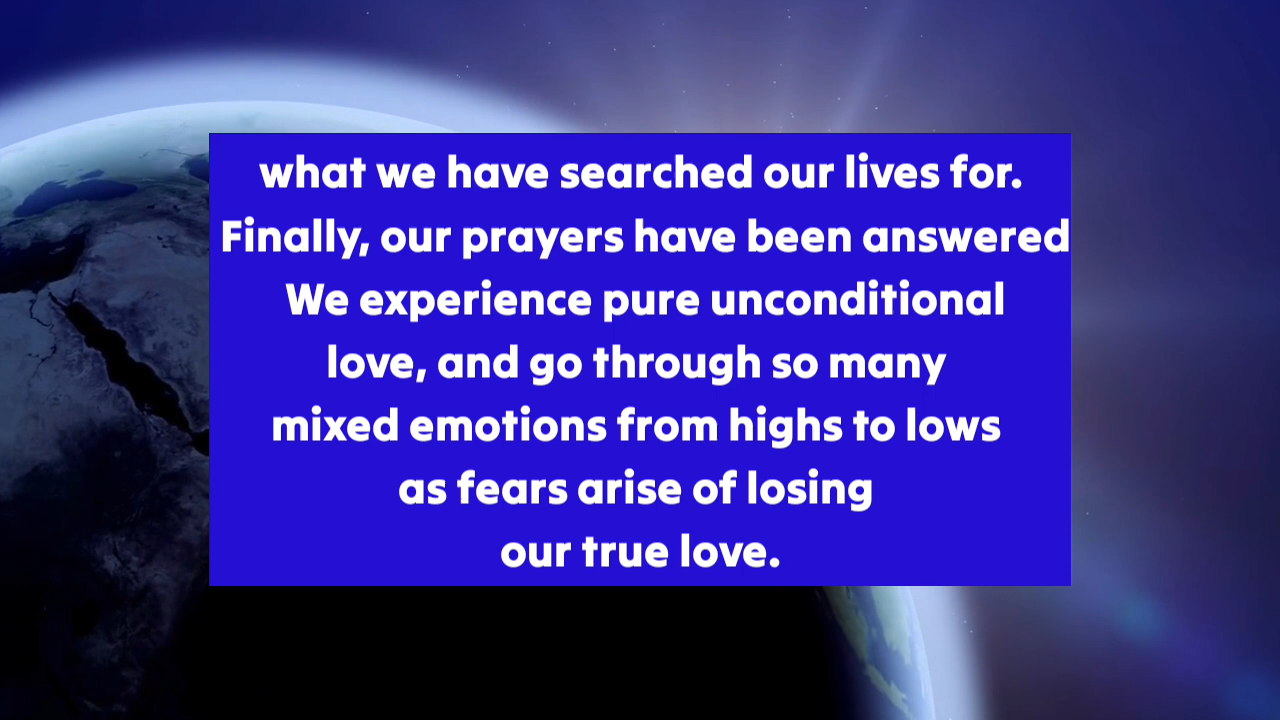 what we have searched our lives for.
Finally, our prayers have been answered
We experience pure unconditional
love, and go through so many
mixed emotions from highs to lows
as fears arise of losing
our true love.